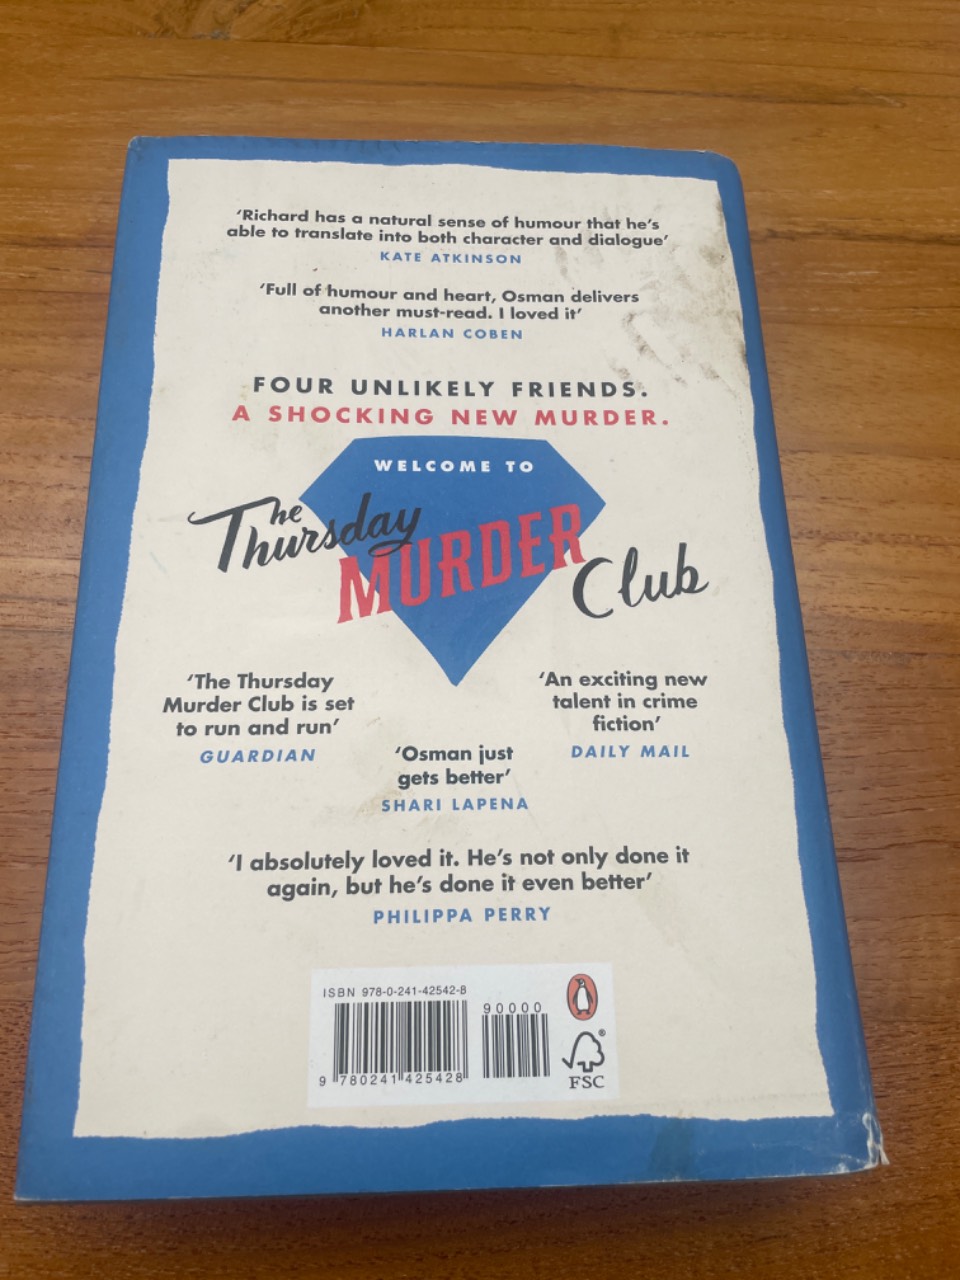 ‘Richard has a natural sense of humour that he’s
able to translate into both character and dialogue’
KATE ATKINSON
‘Full of humour and heart, Osman delivers
another must-read. I loved it’
HARLAN COBEN
FOUR UNLIKELY FRIENDS.
A SHOCKING NEW MURDER.
WELCOME TO
The
Thursday
MURDER
Club
‘The Thursday
Murder Club is set
to run and run’
GUARDIAN
‘An exciting new
talent in crime
fiction’
DAILY MAIL
‘Osman just
gets better’
SHARI LAPENA
‘I absolutely loved it. He’s not only done it
again, but he’s done it even better’
PHILIPPA PERRY
ISBN 978-0-241-42542-8
90000
9 780241 425428
®
FSC